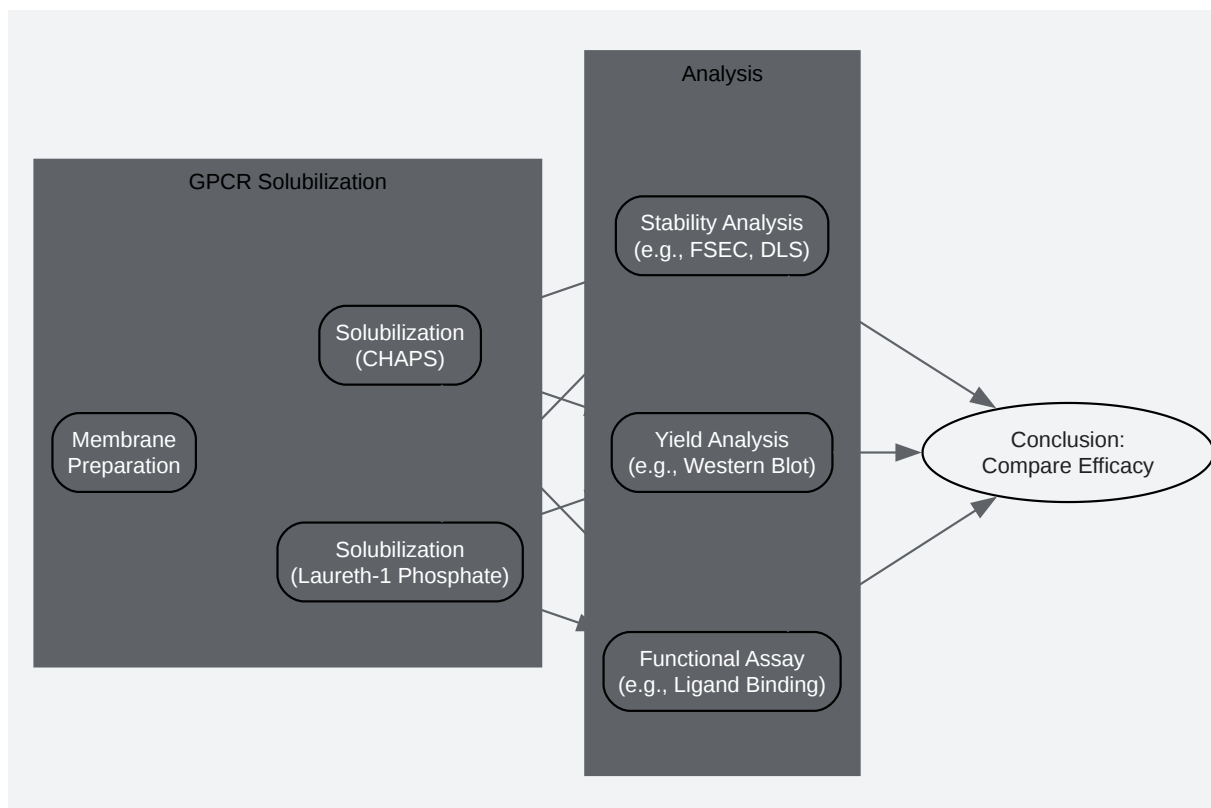 GPCR Solubilization
Membrane
Preparation
Solubilization
(CHAPS)
Solubilization
(Laureth-1 Phosphate)
Analysis
Stability Analysis
(e.g., FSEC, DLS)
Yield Analysis
(e.g., Western Blot)
Functional Assay
(e.g., Ligand Binding)
Conclusion:
Compare Efficacy